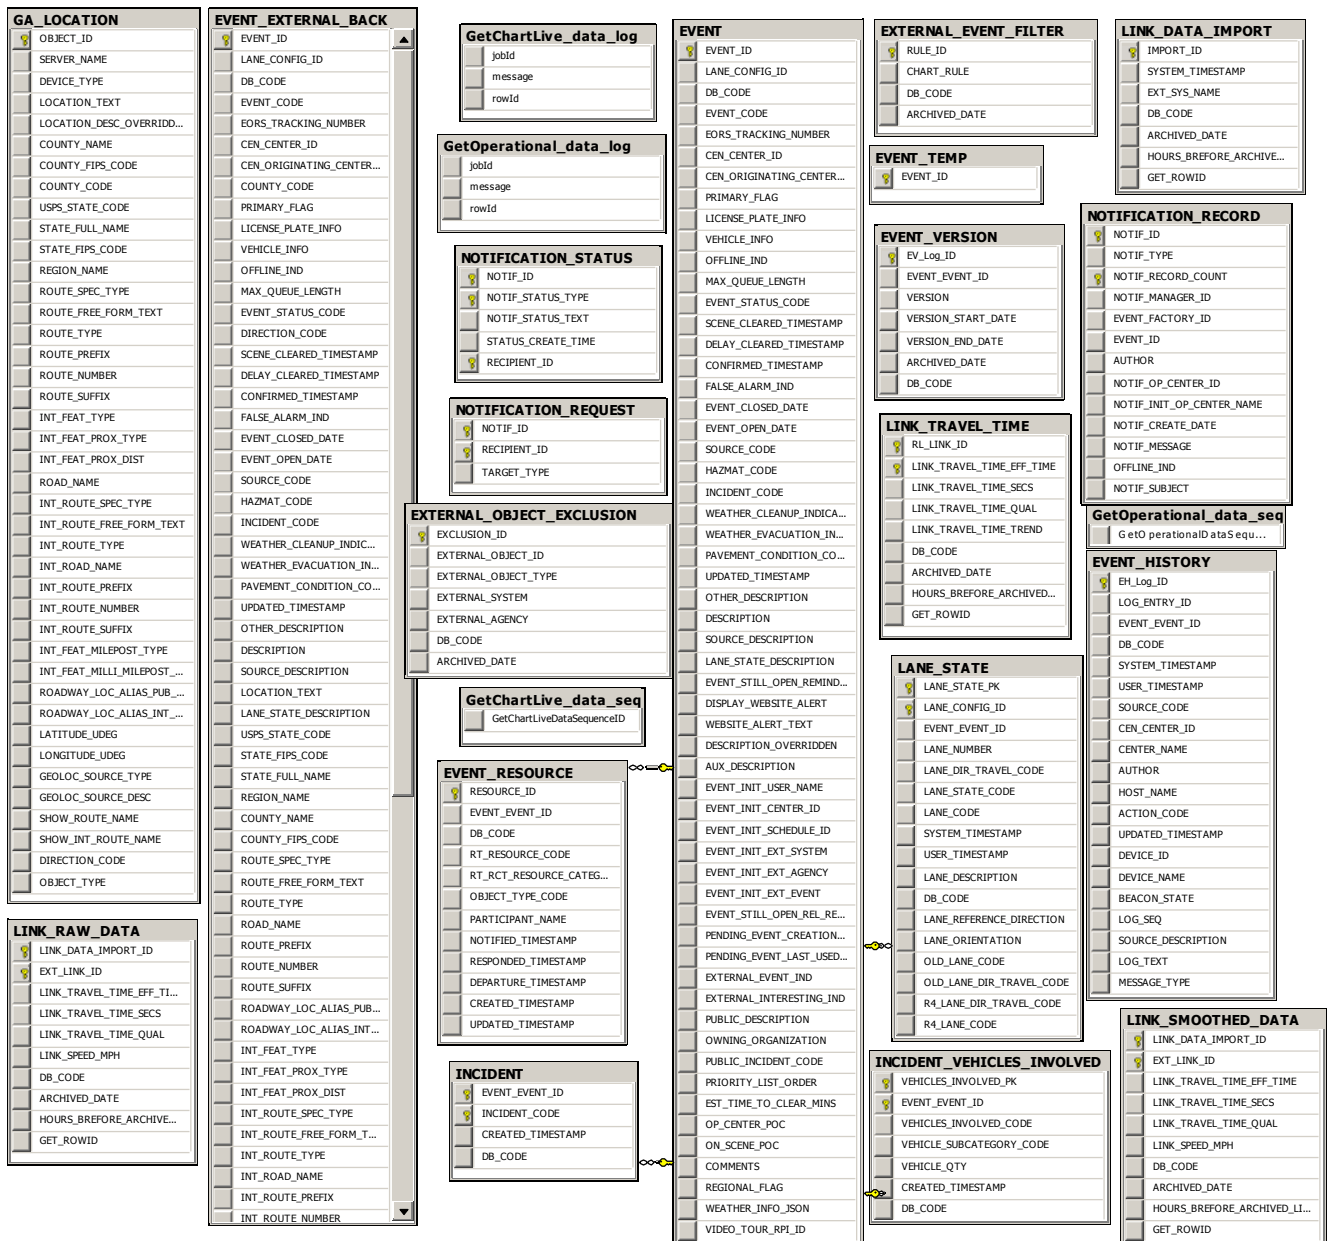 GA_LOCATION
OBJECT_ID
SERVER_NAME
DEVICE_TYPE
LOCATION_TEXT
LOCATION_DESC_OVERRIDD...
COUNTY_NAME
COUNTY_FIPS_CODE
COUNTY_CODE
USPS_STATE_CODE
STATE_FULL_NAME
STATE_FIPS_CODE
REGION_NAME
ROUTE_SPEC_TYPE
ROUTE_FREE_FORM_TEXT
ROUTE_TYPE
ROUTE_PREFIX
ROUTE_NUMBER
ROUTE_SUFFIX
INT_FEAT_TYPE
INT_FEAT_PROX_TYPE
INT_FEAT_PROX_DIST
ROAD_NAME
INT_ROUTE_SPEC_TYPE
INT_ROUTE_FREE_FORM_TEXT
INT_ROUTE_TYPE
INT_ROAD_NAME
INT_ROUTE_PREFIX
INT_ROUTE_NUMBER
INT_ROUTE_SUFFIX
INT_FEAT_MILEPOST_TYPE
INT_FEAT_MILLI_MILEPOST_...
ROADWAY_LOC_ALIAS_PUB_...
ROADWAY_LOC_ALIAS_INT_...
LATITUDE_UDEG
LONGITUDE_UDEG
GEOLOC_SOURCE_TYPE
GEOLOC_SOURCE_DESC
SHOW_ROUTE_NAME
SHOW_INT_ROUTE_NAME
DIRECTION_CODE
OBJECT_TYPE
LINK_RAW_DATA
LINK_DATA_IMPORT_ID
EXT_LINK_ID
LINK_TRAVEL_TIME_EFF_TI...
LINK_TRAVEL_TIME_SECS
LINK_TRAVEL_TIME_QUAL
LINK_SPEED_MPH
DB_CODE
ARCHIVED_DATE
HOURS_BREFORE_ARCHIVE...
GET_ROWID
EVENT_EXTERNAL_BACK
EVENT_ID
LANE_CONFIG_ID
DB_CODE
EVENT_CODE
EORS_TRACKING_NUMBER
CEN_CENTER_ID
CEN_ORIGINATING_CENTER...
COUNTY_CODE
PRIMARY_FLAG
LICENSE_PLATE_INFO
VEHICLE_INFO
OFFLINE_IND
MAX_QUEUE_LENGTH
EVENT_STATUS_CODE
DIRECTION_CODE
SCENE_CLEARED_TIMESTAMP
DELAY_CLEARED_TIMESTAMP
CONFIRMED_TIMESTAMP
FALSE_ALARM_IND
EVENT_CLOSED_DATE
EVENT_OPEN_DATE
SOURCE_CODE
HAZMAT_CODE
INCIDENT_CODE
WEATHER_CLEANUP_INDIC...
WEATHER_EVACUATION_IN...
PAVEMENT_CONDITION_CO...
UPDATED_TIMESTAMP
OTHER_DESCRIPTION
DESCRIPTION
SOURCE_DESCRIPTION
LOCATION_TEXT
LANE_STATE_DESCRIPTION
USPS_STATE_CODE
STATE_FIPS_CODE
STATE_FULL_NAME
REGION_NAME
COUNTY_NAME
COUNTY_FIPS_CODE
ROUTE_SPEC_TYPE
ROUTE_FREE_FORM_TEXT
ROUTE_TYPE
ROAD_NAME
ROUTE_PREFIX
ROUTE_NUMBER
ROUTE_SUFFIX
ROADWAY_LOC_ALIAS_PUB...
ROADWAY_LOC_ALIAS_INT...
INT_FEAT_TYPE
INT_FEAT_PROX_TYPE
INT_FEAT_PROX_DIST
INT_ROUTE_SPEC_TYPE
INT_ROUTE_FREE_FORM_T...
INT_ROUTE_TYPE
INT_ROAD_NAME
INT_ROUTE_PREFIX
INT_ROUTE_NUMBER
GetChartLive_data_log
jobId
message
rowId
GetOperational_data_log
jobId
message
rowId
NOTIFICATION_STATUS
NOTIF_ID
NOTIF_STATUS_TYPE
NOTIF_STATUS_TEXT
STATUS_CREATE_TIME
RECIPIENT_ID
NOTIFICATION_REQUEST
NOTIF_ID
RECIPIENT_ID
TARGET_TYPE
EXTERNAL_OBJECT_EXCLUSION
EXCLUSION_ID
EXTERNAL_OBJECT_ID
EXTERNAL_OBJECT_TYPE
EXTERNAL_SYSTEM
EXTERNAL_AGENCY
DB_CODE
ARCHIVED_DATE
GetChartLive_data_seq
GetChartLiveDataSequenceID
EVENT_RESOURCE
RESOURCE_ID
EVENT_EVENT_ID
DB_CODE
RT_RESOURCE_CODE
RT_RCT_RESOURCE_CATEG...
OBJECT_TYPE_CODE
PARTICIPANT_NAME
NOTIFIED_TIMESTAMP
RESPONDED_TIMESTAMP
DEPARTURE_TIMESTAMP
CREATED_TIMESTAMP
UPDATED_TIMESTAMP
INCIDENT
EVENT_EVENT_ID
INCIDENT_CODE
CREATED_TIMESTAMP
DB_CODE
EVENT
EVENT_ID
LANE_CONFIG_ID
DB_CODE
EVENT_CODE
EORS_TRACKING_NUMBER
CEN_CENTER_ID
CEN_ORIGINATING_CENTER...
PRIMARY_FLAG
LICENSE_PLATE_INFO
VEHICLE_INFO
OFFLINE_IND
MAX_QUEUE_LENGTH
EVENT_STATUS_CODE
SCENE_CLEARED_TIMESTAMP
DELAY_CLEARED_TIMESTAMP
CONFIRMED_TIMESTAMP
FALSE_ALARM_IND
EVENT_CLOSED_DATE
EVENT_OPEN_DATE
SOURCE_CODE
HAZMAT_CODE
INCIDENT_CODE
WEATHER_CLEANUP_INDICA...
WEATHER_EVACUATION_IN...
PAVEMENT_CONDITION_CO...
UPDATED_TIMESTAMP
OTHER_DESCRIPTION
DESCRIPTION
SOURCE_DESCRIPTION
LANE_STATE_DESCRIPTION
EVENT_STILL_OPEN_REMIND...
DISPLAY_WEBSITE_ALERT
WEBSITE_ALERT_TEXT
DESCRIPTION_OVERRIDDEN
AUX_DESCRIPTION
EVENT_INIT_USER_NAME
EVENT_INIT_CENTER_ID
EVENT_INIT_SCHEDULE_ID
EVENT_INIT_EXT_SYSTEM
EVENT_INIT_EXT_AGENCY
EVENT_INIT_EXT_EVENT
EVENT_STILL_OPEN_REL_RE...
PENDING_EVENT_CREATION...
PENDING_EVENT_LAST_USED...
EXTERNAL_EVENT_IND
EXTERNAL_INTERESTING_IND
PUBLIC_DESCRIPTION
OWNING_ORGANIZATION
PUBLIC_INCIDENT_CODE
PRIORITY_LIST_ORDER
EST_TIME_TO_CLEAR_MINS
OP_CENTER_POC
ON_SCENE_POC
COMMENTS
REGIONAL_FLAG
WEATHER_INFO_JSON
VIDEO_TOUR_RPI_ID
EXTERNAL_EVENT_FILTER
RULE_ID
CHART_RULE
DB_CODE
ARCHIVED_DATE
EVENT_TEMP
EVENT_ID
EVENT_VERSION
EV_Log_ID
EVENT_EVENT_ID
VERSION
VERSION_START_DATE
VERSION_END_DATE
ARCHIVED_DATE
DB_CODE
LINK_TRAVEL_TIME
RL_LINK_ID
LINK_TRAVEL_TIME_EFF_TIME
LINK_TRAVEL_TIME_SECS
LINK_TRAVEL_TIME_QUAL
LINK_TRAVEL_TIME_TREND
DB_CODE
ARCHIVED_DATE
HOURS_BREFORE_ARCHIVED...
GET_ROWID
LANE_STATE
LANE_STATE_PK
LANE_CONFIG_ID
EVENT_EVENT_ID
LANE_NUMBER
LANE_DIR_TRAVEL_CODE
LANE_STATE_CODE
LANE_CODE
SYSTEM_TIMESTAMP
USER_TIMESTAMP
LANE_DESCRIPTION
DB_CODE
LANE_REFERENCE_DIRECTION
LANE_ORIENTATION
OLD_LANE_CODE
OLD_LANE_DIR_TRAVEL_CODE
R4_LANE_DIR_TRAVEL_CODE
R4_LANE_CODE
INCIDENT_VEHICLES_INVOLVED
VEHICLES_INVOLVED_PK
EVENT_EVENT_ID
VEHICLES_INVOLVED_CODE
VEHICLE_SUBCATEGORY_CODE
VEHICLE_QTY
CREATED_TIMESTAMP
DB_CODE
LINK_DATA_IMPORT
IMPORT_ID
SYSTEM_TIMESTAMP
EXT_SYS_NAME
DB_CODE
ARCHIVED_DATE
HOURS_BREFORE_ARCHIVE...
GET_ROWID
NOTIFICATION_RECORD
NOTIF_ID
NOTIF_TYPE
NOTIF_RECORD_COUNT
NOTIF_MANAGER_ID
EVENT_FACTORY_ID
EVENT_ID
AUTHOR
NOTIF_OP_CENTER_ID
NOTIF_INIT_OP_CENTER_NAME
NOTIF_CREATE_DATE
NOTIF_MESSAGE
OFFLINE_IND
NOTIF_SUBJECT
GetOperational_data_seq
GetOperationalDataSequ...
EVENT_HISTORY
EH_Log_ID
LOG_ENTRY_ID
EVENT_EVENT_ID
DB_CODE
SYSTEM_TIMESTAMP
USER_TIMESTAMP
SOURCE_CODE
CEN_CENTER_ID
CENTER_NAME
AUTHOR
HOST_NAME
ACTION_CODE
UPDATED_TIMESTAMP
DEVICE_ID
DEVICE_NAME
BEACON_STATE
LOG_SEQ
SOURCE_DESCRIPTION
LOG_TEXT
MESSAGE_TYPE
LINK_SMOOTHED_DATA
LINK_DATA_IMPORT_ID
EXT_LINK_ID
LINK_TRAVEL_TIME_EFF_TIME
LINK_TRAVEL_TIME_SECS
LINK_TRAVEL_TIME_QUAL
LINK_SPEED_MPH
DB_CODE
ARCHIVED_DATE
HOURS_BREFORE_ARCHIVED_LI...
GET_ROWID